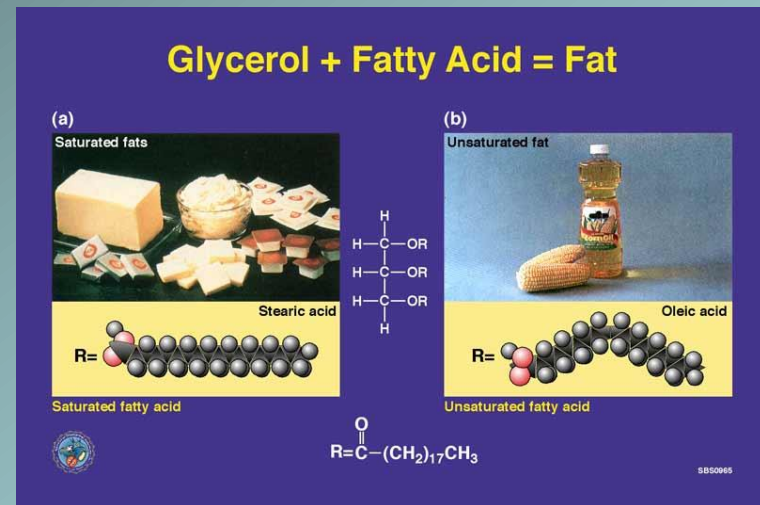 Glycerol + Fatty Acid = Fat
(a)
Saturated fats
Stearic acid
R=
Saturated fatty acid
H
H–C–OR
H–C–OR
H–C–OR
H
(b)
Unsaturated fat
Oleic acid
R=
Unsaturated fatty acid
O
R=C–(CH₂)₁₇CH₃
SBS0965